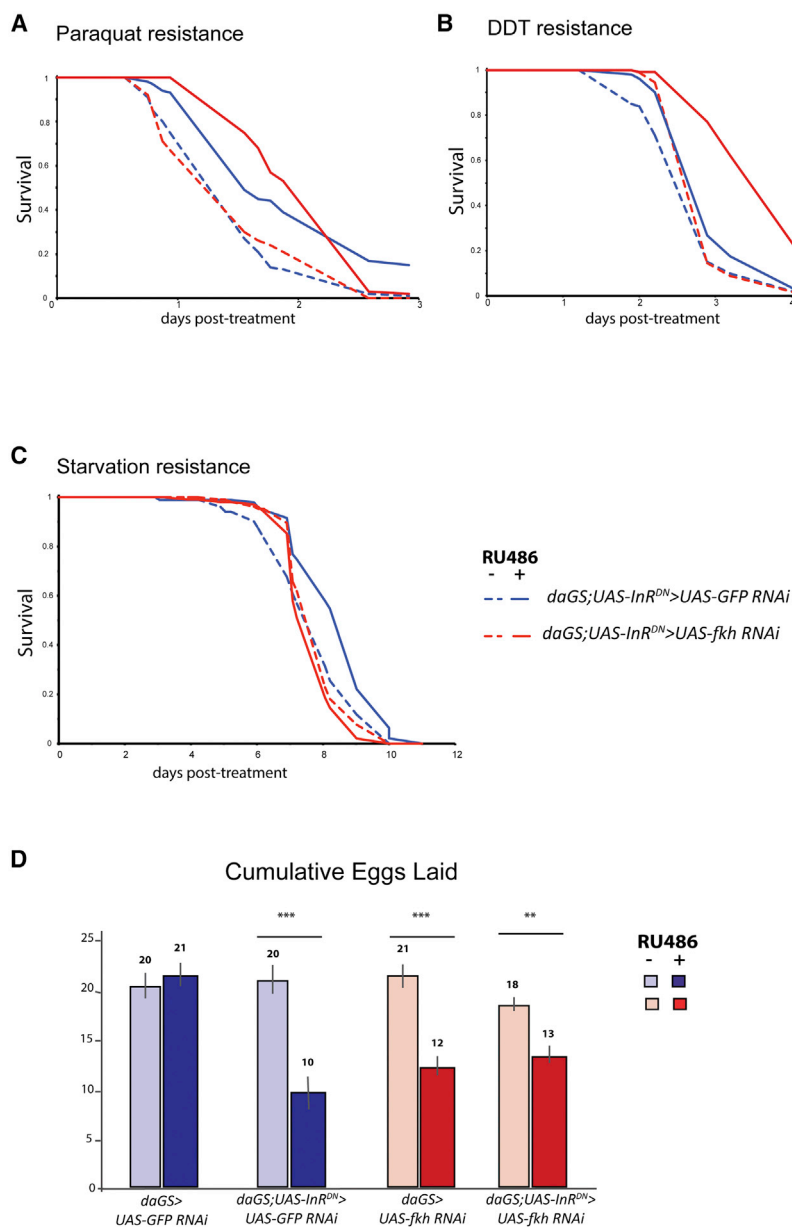 A
Paraquat resistance
1
0.8
0.6
0.4
0.2
0
Survival
1
2
3
days post-treatment
B
DDT resistance
1
0.8
0.6
0.4
0.2
0
Survival
0
1
2
3
4
days post-treatment
C
Starvation resistance
1
0.8
0.6
0.4
0.2
0
Survival
0
2
4
6
8
10
12
days post-treatment
RU486
- +
daGS;UAS-InR^DN>UAS-GFP RNAi
daGS;UAS-InR^DN>UAS-fkh RNAi
D
Cumulative Eggs Laid
25
20
15
10
5
0
20
21
***
20
10
***
21
12
**
18
13
RU486
- +
daGS>
UAS-GFP RNAi
daGS;UAS-InR^DN>
UAS-GFP RNAi
daGS>
UAS-fkh RNAi
daGS;UAS-InR^DN>
UAS-fkh RNAi